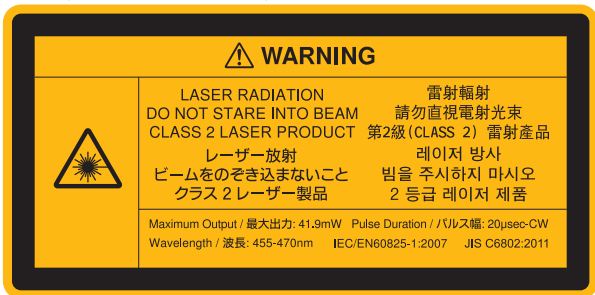 WARNING
LASER RADIATION
DO NOT STARE INTO BEAM
CLASS 2 LASER PRODUCT
雷射輻射
請勿直視電射光束
第2級(CLASS 2) 雷射產品
レーザー放射
ビームをのぞき込まないこと
クラス 2 レーザー製品
레이저 방사
빔을 주시하지 마시오
2 등급 레이저 제품
Maximum Output / 最大出力: 41.9mW Pulse Duration / パルス幅: 20µsec-CW
Wavelength / 波長: 455-470nm IEC/EN60825-1:2007 JIS C6802:2011